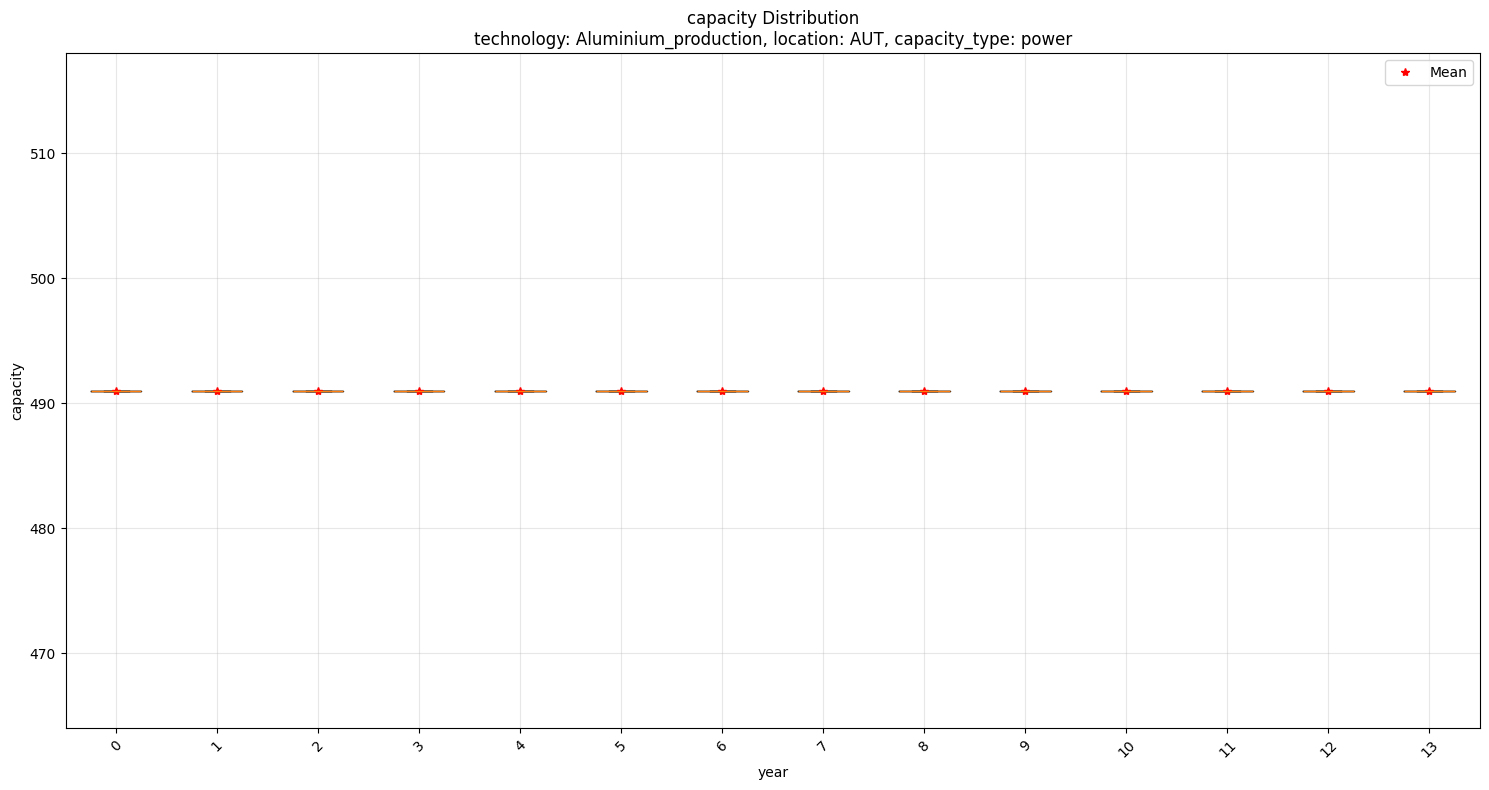 capacity Distribution
technology: Aluminium_production, location: AUT, capacity_type: power
Mean
510
500
490
480
470
capacity
0 1 2 3 4 5 6 7 8 9 10 11 12 13
year